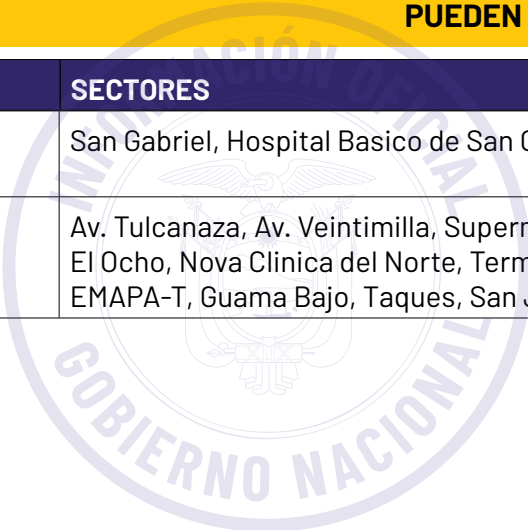 PUEDEN
SECTORES
San Gabriel, Hospital Basico de San
Av. Tulcanaza, Av. Veintimilla,
El Ocho, Nova Clinica del Norte,
EMAPA-T, Guama Bajo, Taques, San
INFORMACIÓN OFICIAL
GOBIERNO NACIONAL